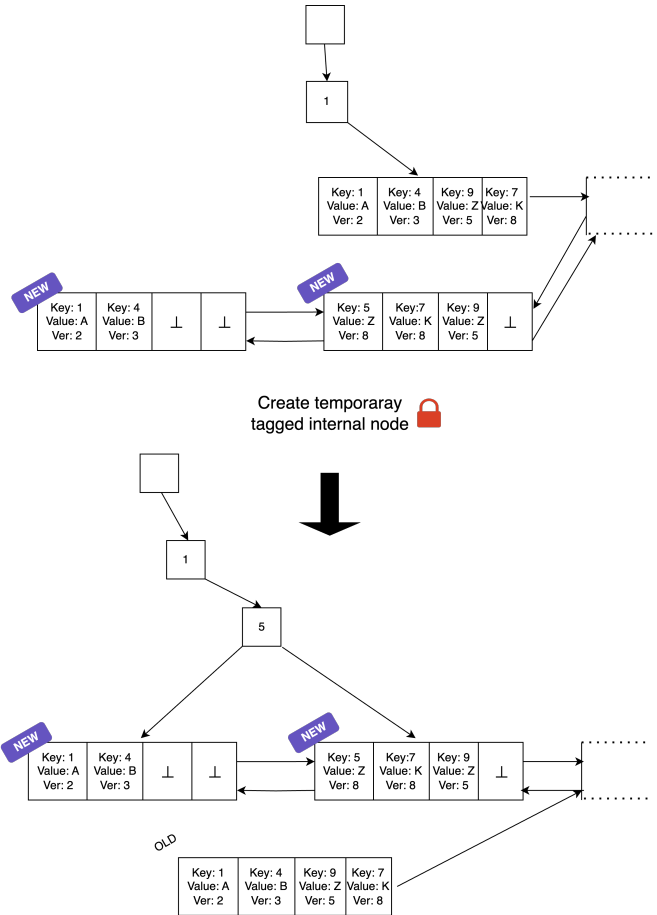 1
Key: 1 Key: 4 Key: 9 Key: 7
Value: A Value: B Value: Z Value: K
Ver: 2 Ver: 3 Ver: 5 Ver: 8
NEW NEW
Key: 1 Key: 4 Key: 5 Key:7 Key: 9
Value: A Value: B ⊥ ⊥ Value: Z Value: K Value: Z ⊥
Ver: 2 Ver: 3 Ver: 8 Ver: 8 Ver: 5
Create temporaray
tagged internal node
1
5
NEW NEW
Key: 1 Key: 4 Key: 5 Key:7 Key: 9
Value: A Value: B ⊥ ⊥ Value: Z Value: K Value: Z ⊥
Ver: 2 Ver: 3 Ver: 8 Ver: 8 Ver: 5
OLD
Key: 1 Key: 4 Key: 9 Key: 7
Value: A Value: B Value: Z Value: K
Ver: 2 Ver: 3 Ver: 5 Ver: 8